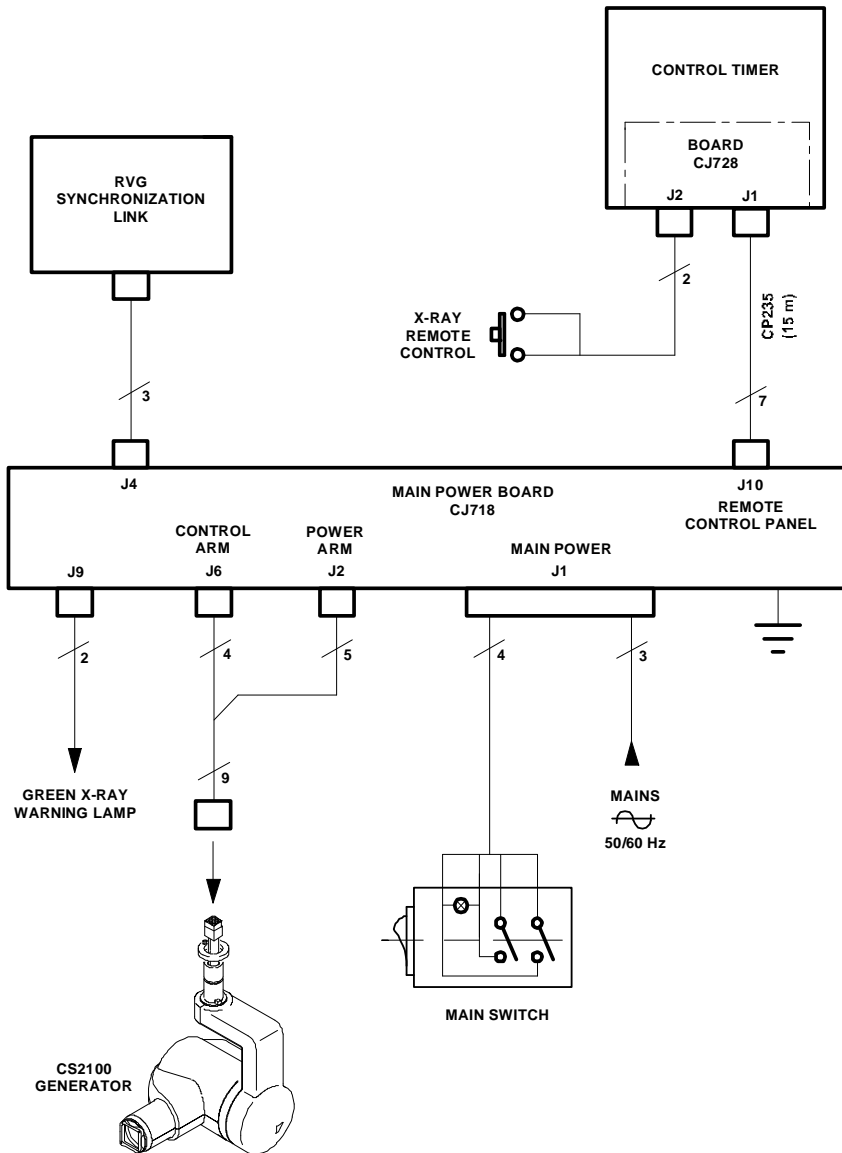 CONTROL TIMER
BOARD
CJ728
J2
J1
RVG
SYNCHRONIZATION
LINK
2
X-RAY
REMOTE
CONTROL
CP235
(15 m)
3
7
J4
MAIN POWER BOARD
CJ718
J10
REMOTE
CONTROL PANEL
CONTROL
ARM
J6
POWER
ARM
J2
MAIN POWER
J1
J9
2
4
5
4
3
9
GREEN X-RAY
WARNING LAMP
MAINS
50/60 Hz
MAIN SWITCH
CS2100
GENERATOR